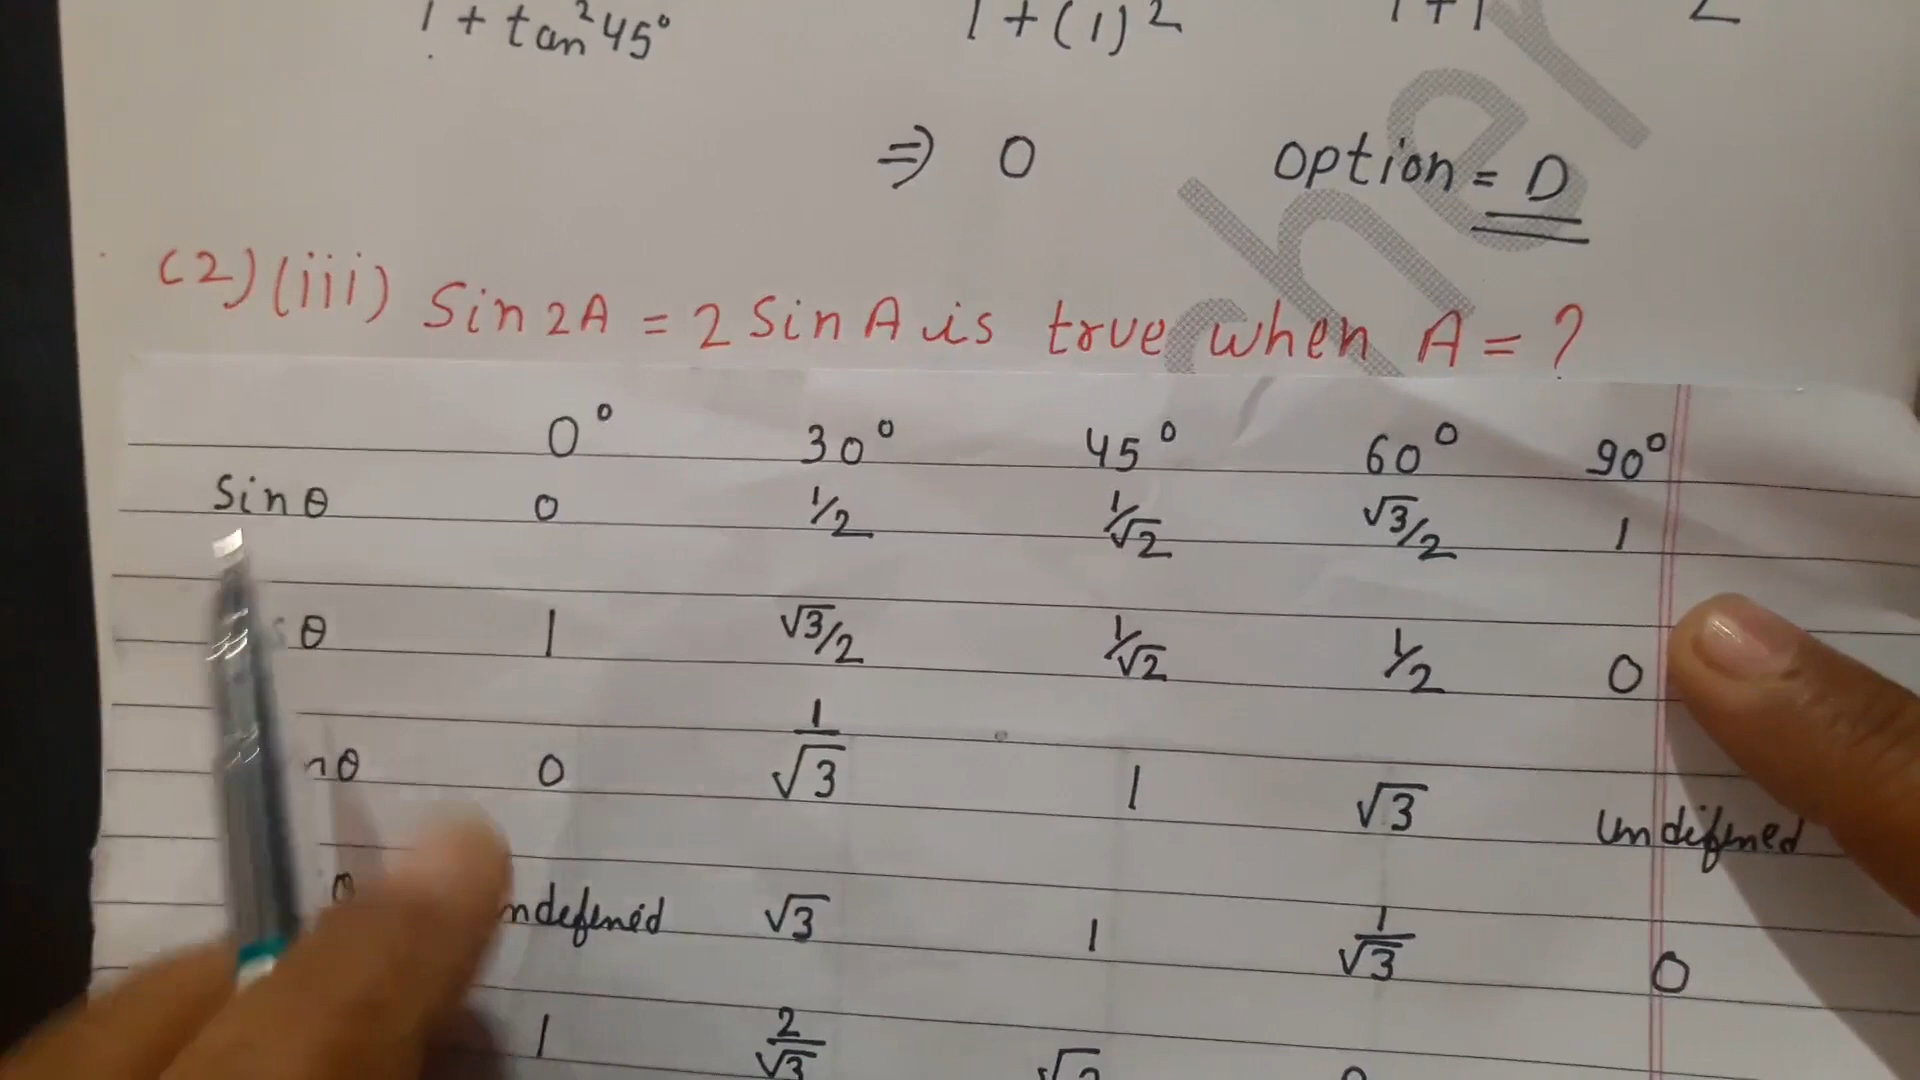 1 + tan²45° 1 + (1)² 1 + 1 2
⇒ 0 option = D
(2)(iii) Sin 2A = 2 Sin A is true when A = ?
0° 30° 45° 60° 90°
Sin θ 0 1/2 1/√2 √3/2 1
θ 1 √3/2 1/√2 1/2 0
nθ 0 1/√3 1 √3 undefined
θ ndefined √3 1 1/√3 0
1 2/√3